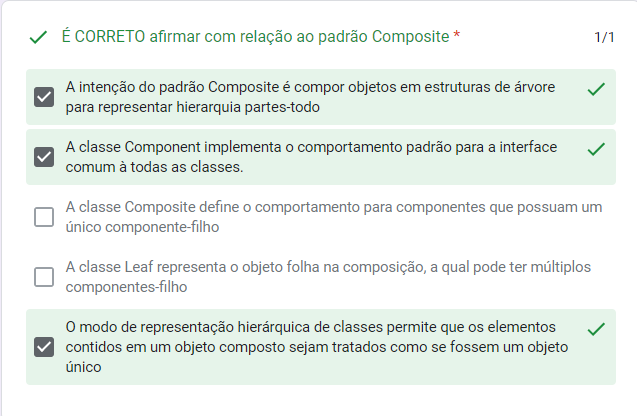 É CORRETO afirmar com relação ao padrão Composite * 1/1
A intenção do padrão Composite é compor objetos em estruturas de árvore
para representar hierarquia partes-todo
A classe Component implementa o comportamento padrão para a interface
comum à todas as classes.
A classe Composite define o comportamento para componentes que possuam um
único componente-filho
A classe Leaf representa o objeto folha na composição, a qual pode ter múltiplos
componentes-filho
O modo de representação hierárquica de classes permite que os elementos
contidos em um objeto composto sejam tratados como se fossem um objeto
único